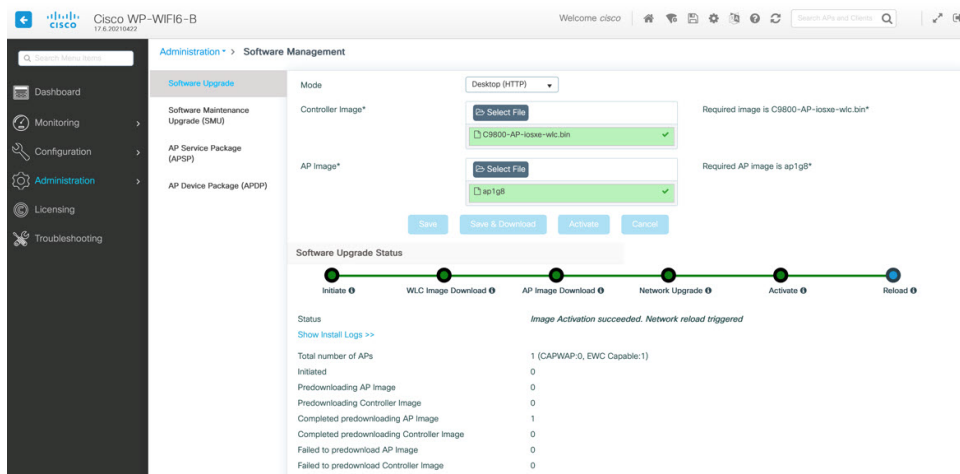 cisco
Cisco WP-WIFI6-B
17.6.20210422
Welcome cisco
Search APs and Clients
Search Menu Items
Dashboard
Monitoring
Configuration
Administration
Licensing
Troubleshooting
Administration > Software Management
Software Upgrade
Software Maintenance
Upgrade (SMU)
AP Service Package
(APSP)
AP Device Package (APDP)
Mode
Desktop (HTTP)
Controller Image*
Select File
C9800-AP-iosxe-wlc.bin
Required image is C9800-AP-iosxe-wlc.bin*
AP Image*
Select File
ap1g8
Required AP image is ap1g8*
Save
Save & Download
Activate
Cancel
Software Upgrade Status
Initiate
WLC Image Download
AP Image Download
Network Upgrade
Activate
Reload
Status
Image Activation succeeded. Network reload triggered
Show Install Logs >>
Total number of APs 1 (CAPWAP:0, EWC Capable:1)
Initiated 0
Predownloading AP Image 0
Predownloading Controller Image 0
Completed predownloading AP Image 1
Completed predownloading Controller Image 0
Failed to predownload AP Image 0
Failed to predownload Controller Image 0